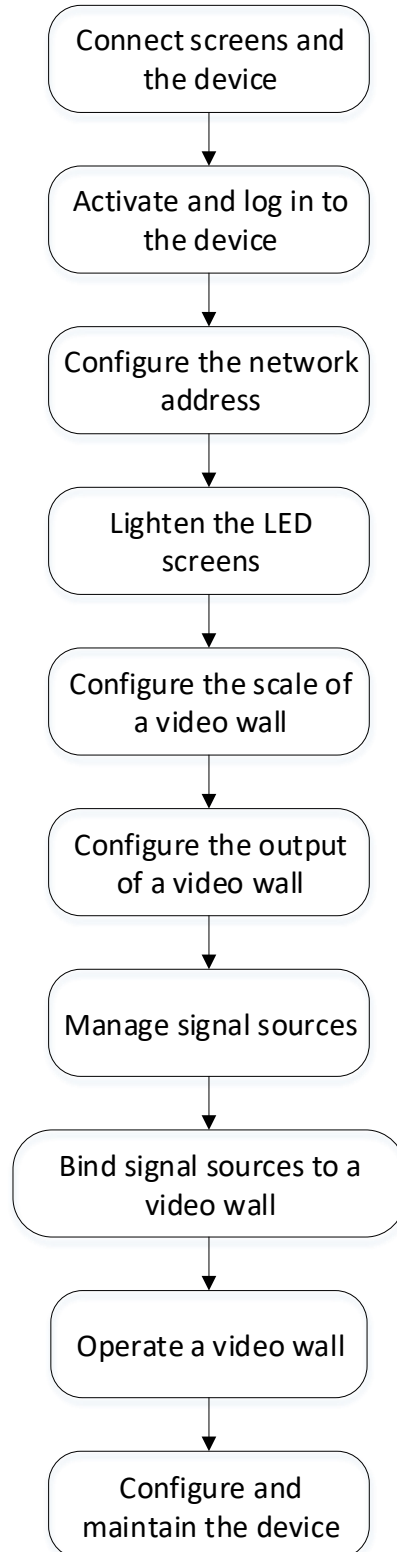 Connect screens and
the device
Activate and log in to
the device
Configure the network
address
Lighten the LED
screens
Configure the scale of
a video wall
Configure the output
of a video wall
Manage signal sources
Bind signal sources to a
video wall
Operate a video wall
Configure and
maintain the device